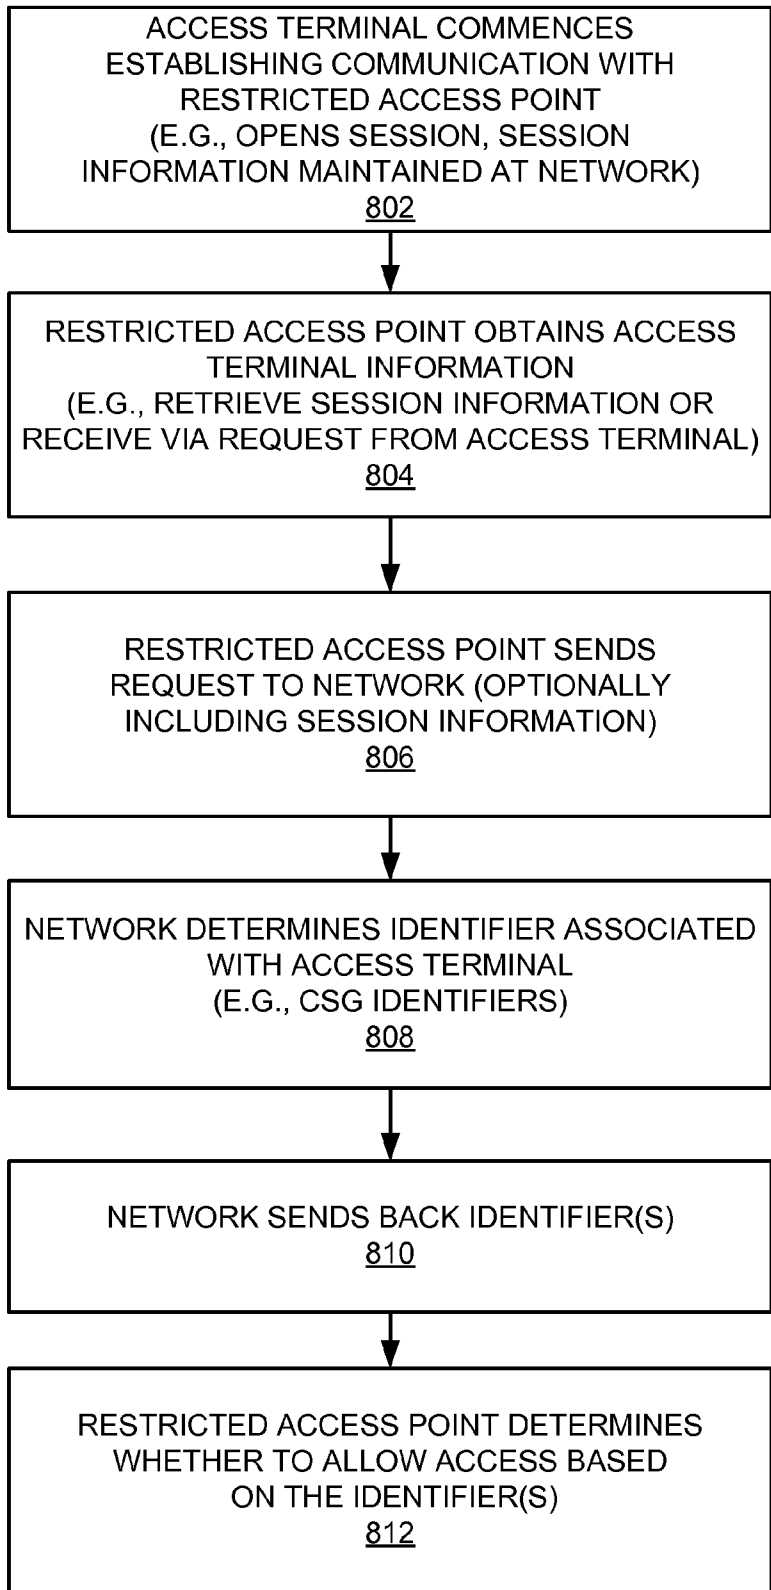 ACCESS TERMINAL COMMENCES
ESTABLISHING COMMUNICATION WITH
RESTRICTED ACCESS POINT
(E.G., OPENS SESSION, SESSION
INFORMATION MAINTAINED AT NETWORK)
802
RESTRICTED ACCESS POINT OBTAINS ACCESS
TERMINAL INFORMATION
(E.G., RETRIEVE SESSION INFORMATION OR
RECEIVE VIA REQUEST FROM ACCESS TERMINAL)
804
RESTRICTED ACCESS POINT SENDS
REQUEST TO NETWORK (OPTIONALLY
INCLUDING SESSION INFORMATION)
806
NETWORK DETERMINES IDENTIFIER ASSOCIATED
WITH ACCESS TERMINAL
(E.G., CSG IDENTIFIERS)
808
NETWORK SENDS BACK IDENTIFIER(S)
810
RESTRICTED ACCESS POINT DETERMINES
WHETHER TO ALLOW ACCESS BASED
ON THE IDENTIFIER(S)
812